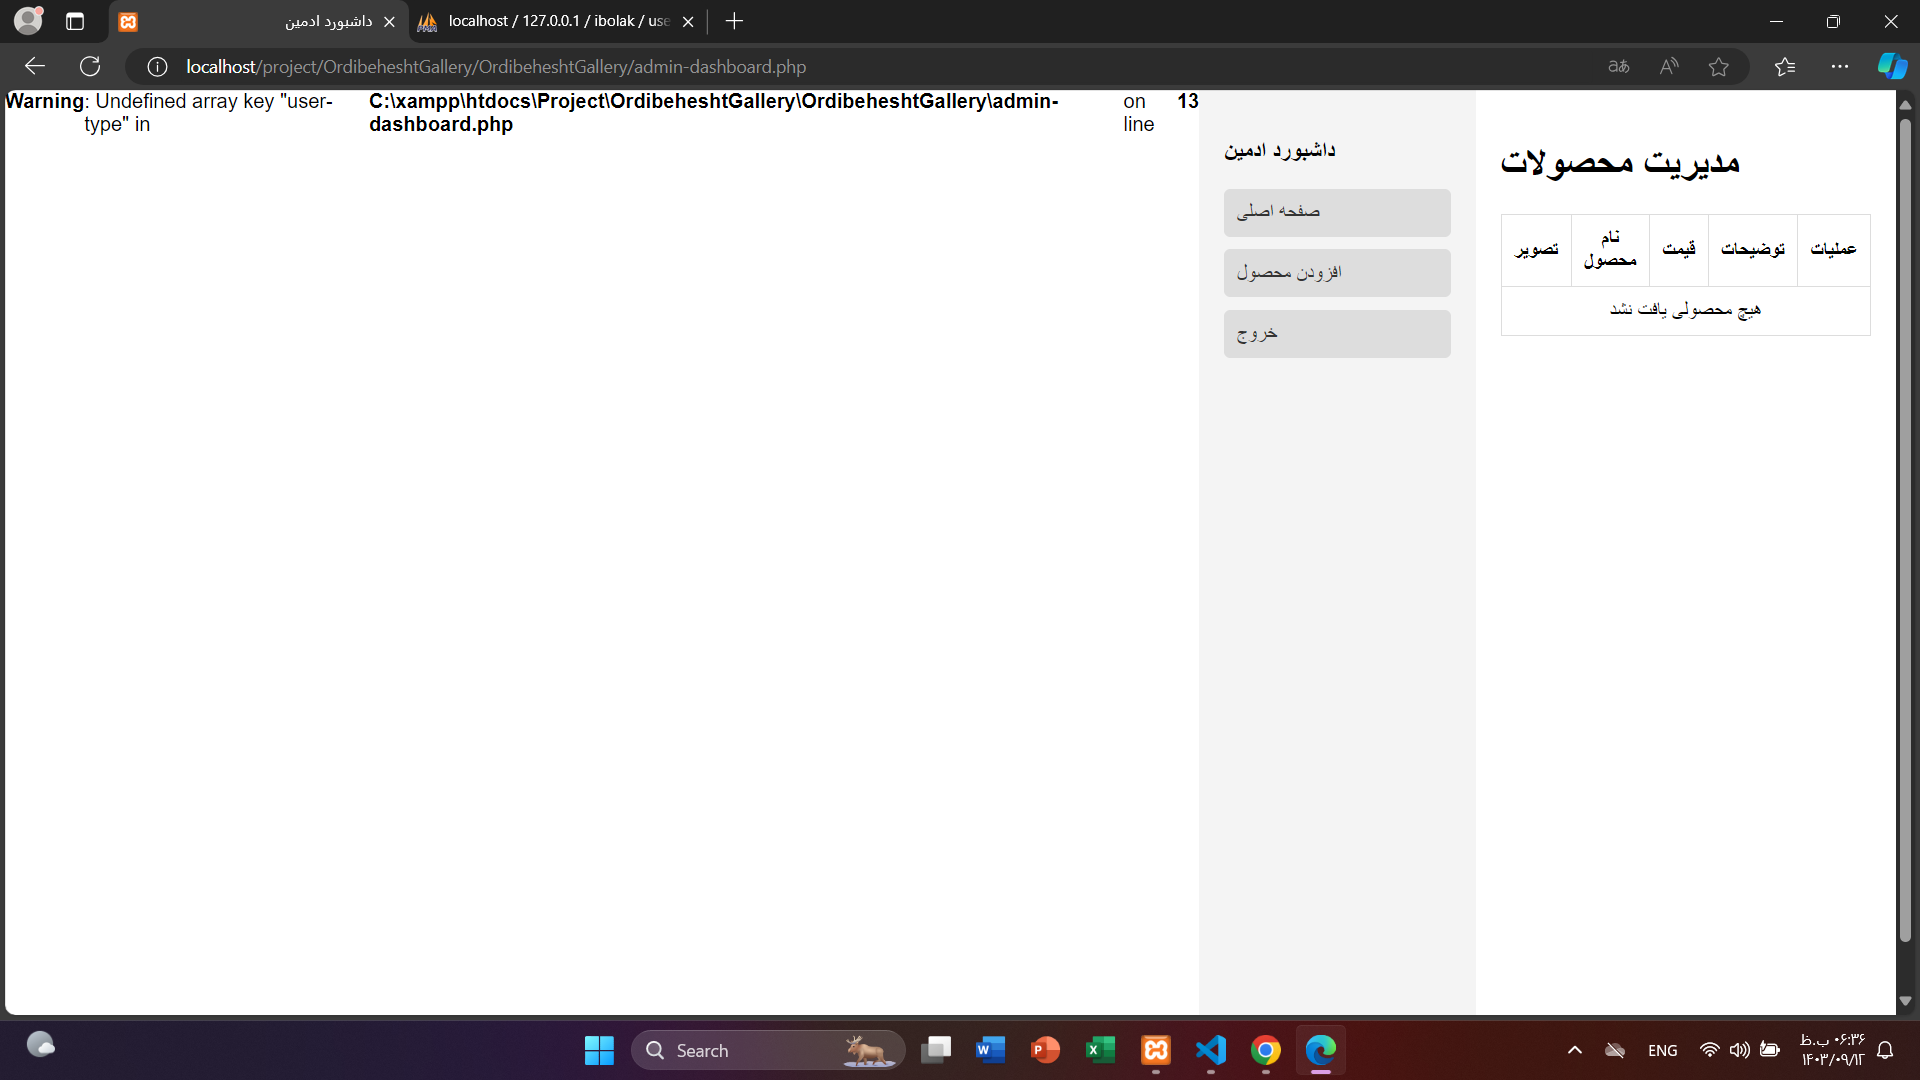 داشبورد ادمین
localhost / 127.0.0.1 / ibolak / use
localhost/project/OrdibeheshtGallery/OrdibeheshtGallery/admin-dashboard.php
Warning: Undefined array key "user-
type" in
C:\xampp\htdocs\Project\OrdibeheshtGallery\OrdibeheshtGallery\admin-
dashboard.php
on
line
13
داشبورد ادمین
صفحه اصلی
افزودن محصول
خروج
مدیریت محصولات
تصویر
نام
محصول
قیمت
توضیحات
عملیات
هیچ محصولی یافت نشد
Search
ENG
۰۶:۳۶ ب.ظ
۱۴۰۳/۰۹/۱۲